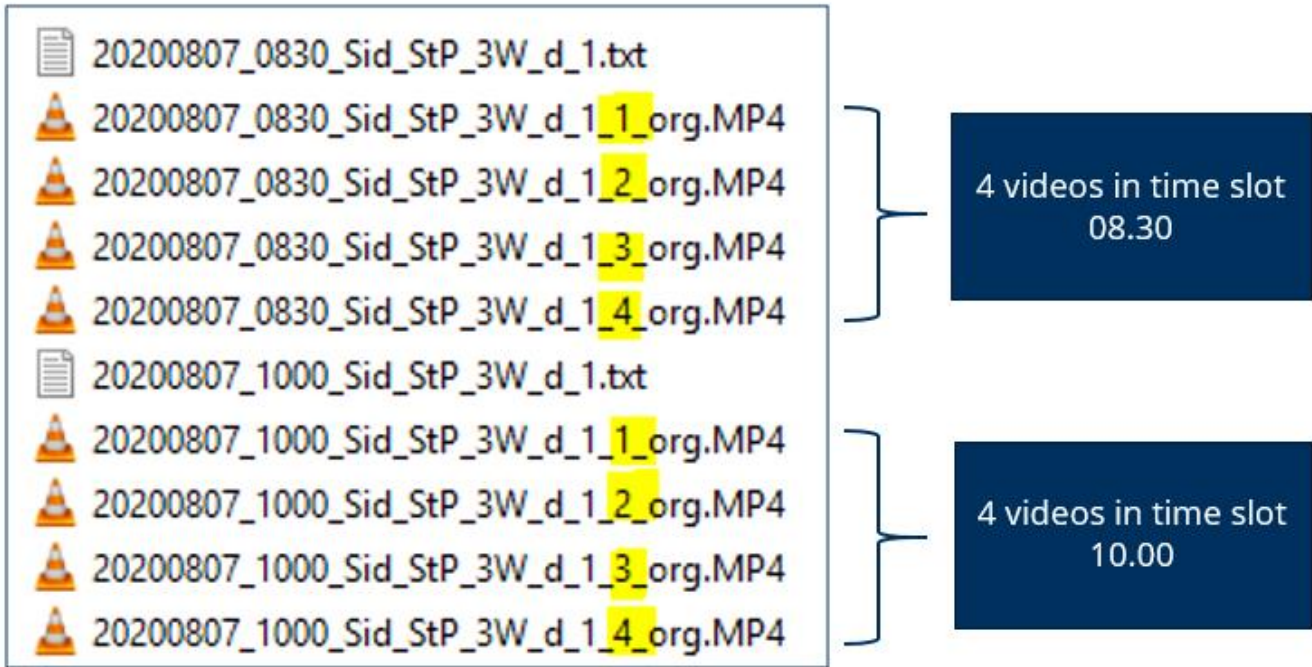 20200807_0830_Sid_StP_3W_d_1.txt
20200807_0830_Sid_StP_3W_d_1_1_org.MP4
20200807_0830_Sid_StP_3W_d_1_2_org.MP4
20200807_0830_Sid_StP_3W_d_1_3_org.MP4
20200807_0830_Sid_StP_3W_d_1_4_org.MP4
20200807_1000_Sid_StP_3W_d_1.txt
20200807_1000_Sid_StP_3W_d_1_1_org.MP4
20200807_1000_Sid_StP_3W_d_1_2_org.MP4
20200807_1000_Sid_StP_3W_d_1_3_org.MP4
20200807_1000_Sid_StP_3W_d_1_4_org.MP4
4 videos in time slot
08.30
4 videos in time slot
10.00